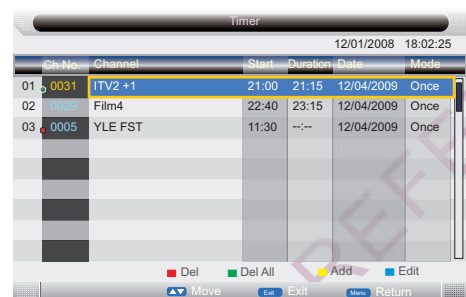 Timer
12/01/2008 18:02:25
Ch No. Channel Start Duration Date Mode
01 0031 ITV2 +1 21:00 21:15 12/04/2009 Once
02 0029 Film4 22:40 23:15 12/04/2009 Once
03 0005 YLE FST 11:30 --:-- 12/04/2009 Once
Del Del All Add Edit
Move Exit Exit Menu Return
REFE